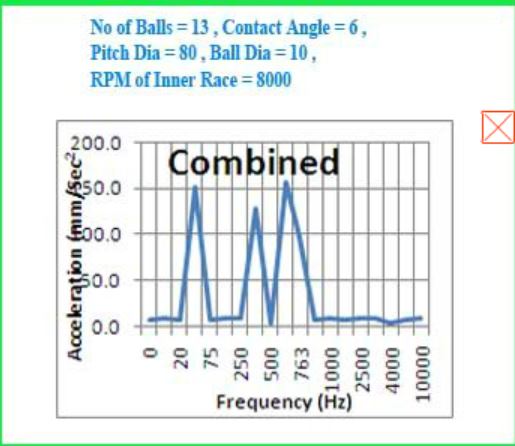 No of Balls = 13 , Contact Angle = 6 ,
Pitch Dia = 80 , Ball Dia = 10 ,
RPM of Inner Race = 8000
Combined
Acceleration (mm/sec²
200.0
150.0
100.0
50.0
0.0
0 20 75 250 500 763 1000 2500 4000 10000
Frequency (Hz)